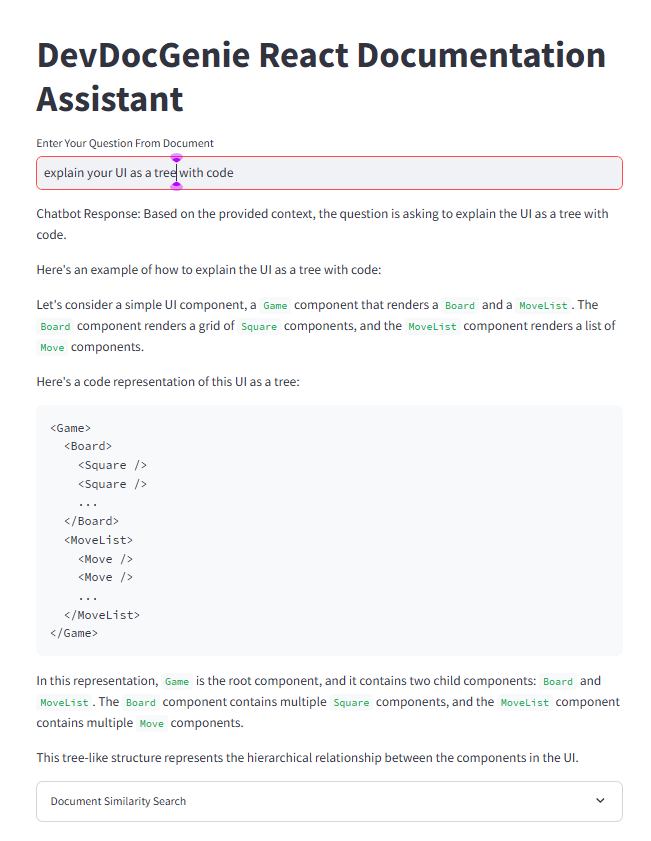 DevDocGenie React Documentation
Assistant
Enter Your Question From Document
explain your UI as a tree with code
Chatbot Response: Based on the provided context, the question is asking to explain the UI as a tree with
code.
Here's an example of how to explain the UI as a tree with code:
Let's consider a simple UI component, a Game component that renders a Board and a MoveList. The
Board component renders a grid of Square components, and the MoveList component renders a list of
Move components.
Here's a code representation of this UI as a tree:
<Game>
  <Board>
    <Square />
    <Square />
    ...
  </Board>
  <MoveList>
    <Move />
    <Move />
    ...
  </MoveList>
</Game>
In this representation, Game is the root component, and it contains two child components: Board and
MoveList. The Board component contains multiple Square components, and the MoveList component
contains multiple Move components.
This tree-like structure represents the hierarchical relationship between the components in the UI.
Document Similarity Search